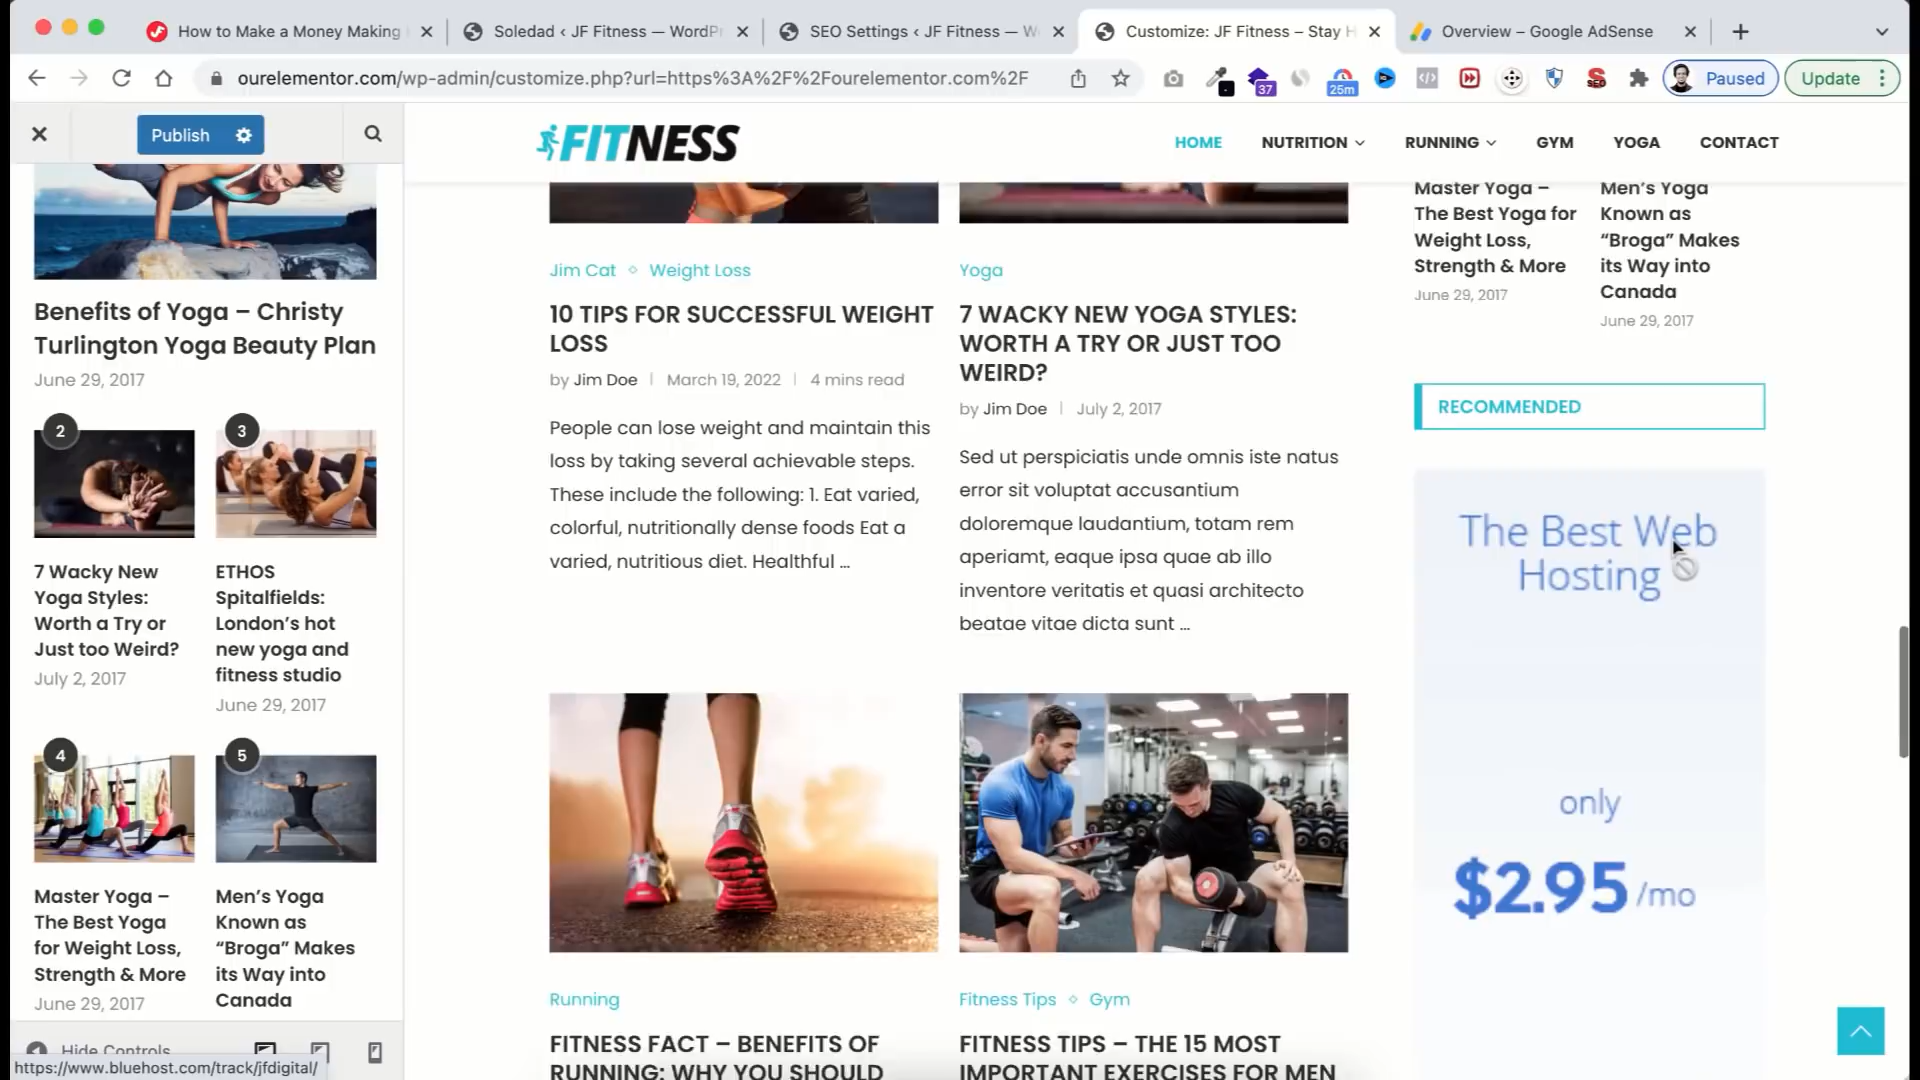 How to Make a Money Making
Soledad ‹ JF Fitness — WordPr
SEO Settings ‹ JF Fitness — W
Customize: JF Fitness – Stay H
Overview – Google AdSense
ourelementor.com/wp-admin/customize.php?url=https%3A%2F%2Fourelementor.com%2F
37
25m
SEO
Paused
Update
Publish
FITNESS
HOME
NUTRITION
RUNNING
GYM
YOGA
CONTACT
Benefits of Yoga – Christy
Turlington Yoga Beauty Plan
June 29, 2017
2
7 Wacky New
Yoga Styles:
Worth a Try or
Just too Weird?
July 2, 2017
3
ETHOS
Spitalfields:
London's hot
new yoga and
fitness studio
June 29, 2017
4
Master Yoga –
The Best Yoga
for Weight Loss,
Strength & More
June 29, 2017
5
Men's Yoga
Known as
“Broga” Makes
its Way into
Canada
Hide Controls
https://www.bluehost.com/track/jfdigital/
Jim Cat ◇ Weight Loss
10 TIPS FOR SUCCESSFUL WEIGHT
LOSS
by Jim Doe | March 19, 2022 | 4 mins read
People can lose weight and maintain this
loss by taking several achievable steps.
These include the following: 1. Eat varied,
colorful, nutritionally dense foods Eat a
varied, nutritious diet. Healthful ...
Yoga
7 WACKY NEW YOGA STYLES:
WORTH A TRY OR JUST TOO
WEIRD?
by Jim Doe | July 2, 2017
Sed ut perspiciatis unde omnis iste natus
error sit voluptat accusantium
doloremque laudantium, totam rem
aperiamt, eaque ipsa quae ab illo
inventore veritatis et quasi architecto
beatae vitae dicta sunt ...
Running
FITNESS FACT – BENEFITS OF
RUNNING: WHY YOU SHOULD
Fitness Tips ◇ Gym
FITNESS TIPS – THE 15 MOST
IMPORTANT EXERCISES FOR MEN
Master Yoga –
The Best Yoga for
Weight Loss,
Strength & More
June 29, 2017
Men's Yoga
Known as
“Broga” Makes
its Way into
Canada
June 29, 2017
RECOMMENDED
The Best Web
Hosting
only
$2.95 /mo